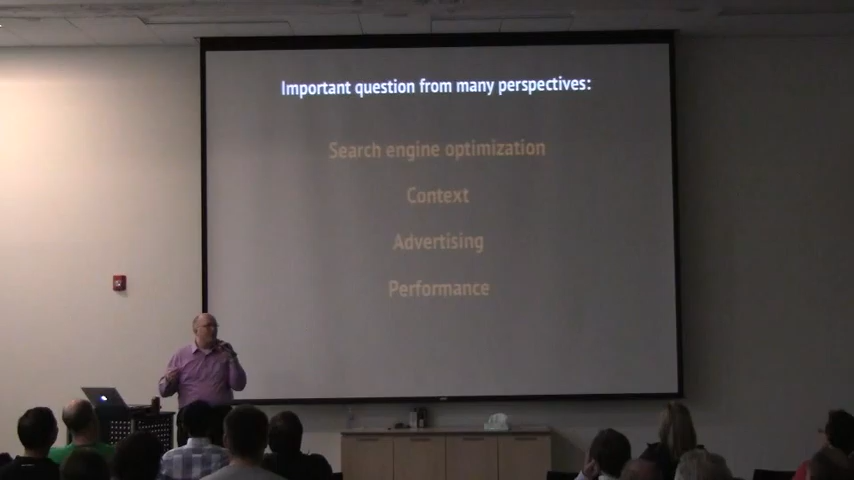 Important question from many perspectives:
Search engine optimization
Context
Advertising
Performance